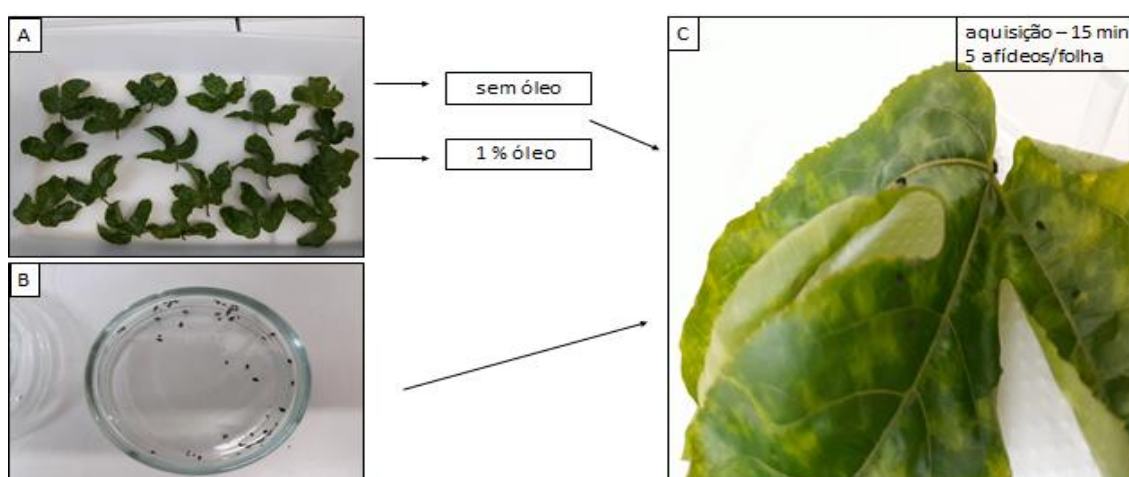 A
sem óleo
1 % óleo
B
C
aquisição – 15 min
5 afídeos/folha